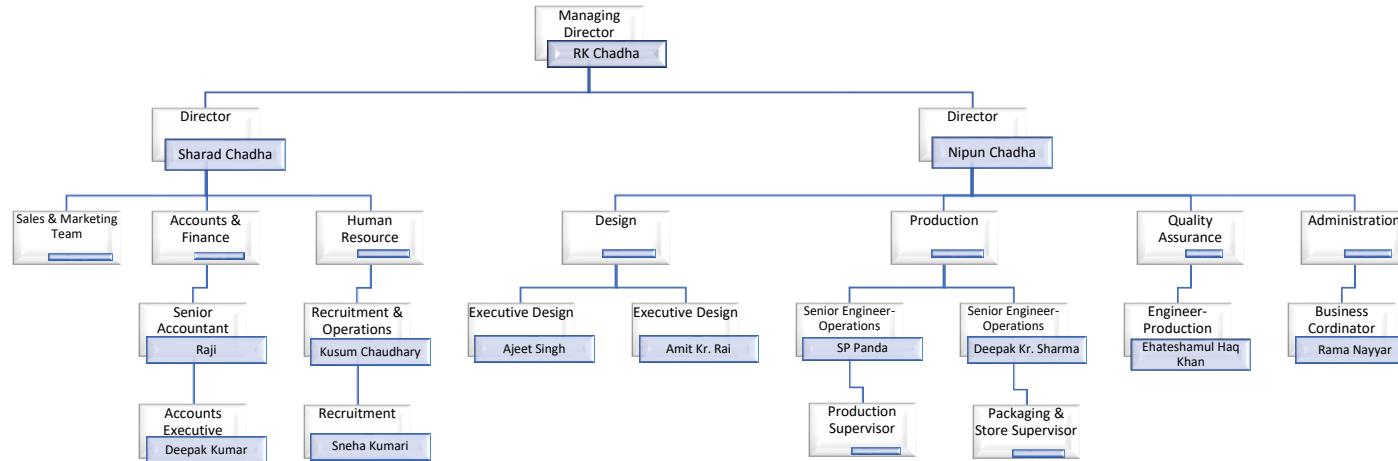 Managing
Director
RK Chadha
Director
Sharad Chadha
Director
Nipun Chadha
Sales & Marketing
Team
Accounts &
Finance
Human
Resource
Design
Production
Quality
Assurance
Administration
Senior
Accountant
Raji
Recruitment &
Operations
Kusum Chaudhary
Executive Design
Ajeet Singh
Executive Design
Amit Kr. Rai
Senior Engineer-
Operations
SP Panda
Senior Engineer-
Operations
Deepak Kr. Sharma
Engineer-
Production
Ehateshamul Haq
Khan
Business
Cordinator
Rama Nayyar
Accounts
Executive
Deepak Kumar
Recruitment
Sneha Kumari
Production
Supervisor
Packaging &
Store Supervisor